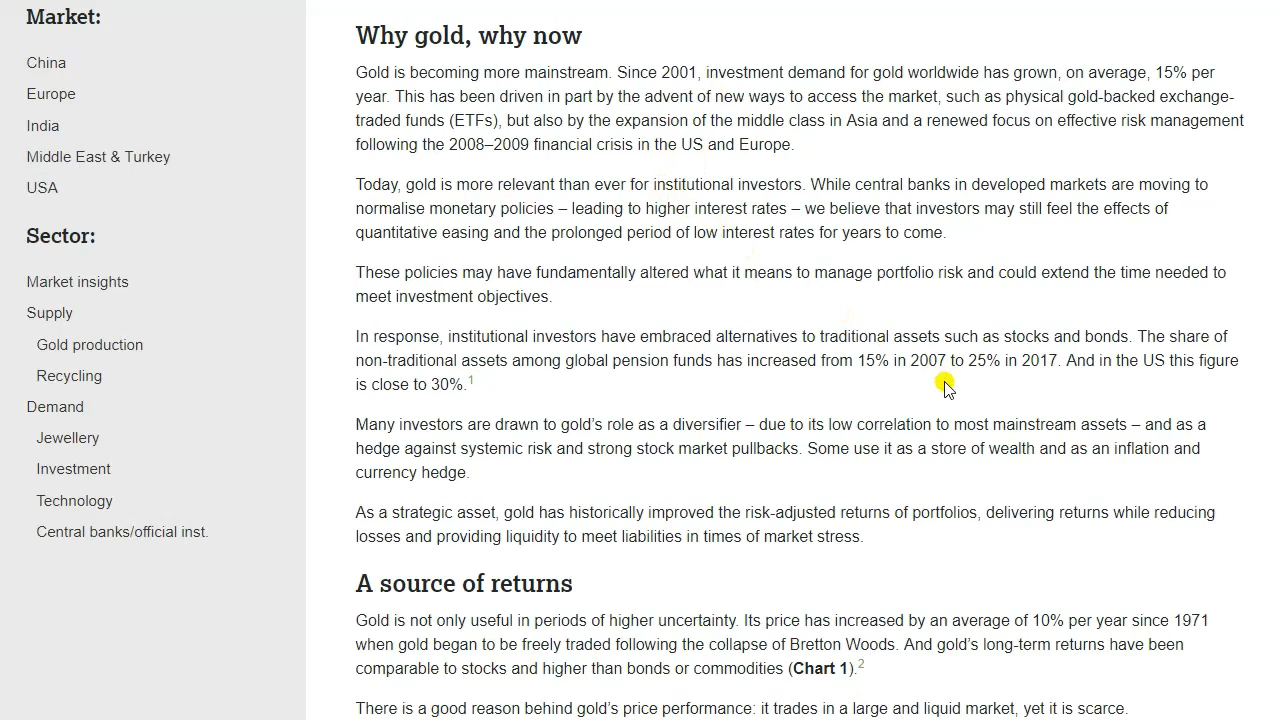 Market:
China
Europe
India
Middle East & Turkey
USA
Sector:
Market insights
Supply
Gold production
Recycling
Demand
Jewellery
Investment
Technology
Central banks/official inst.
Why gold, why now
Gold is becoming more mainstream. Since 2001, investment demand for gold worldwide has grown, on average, 15% per
year. This has been driven in part by the advent of new ways to access the market, such as physical gold-backed exchange-
traded funds (ETFs), but also by the expansion of the middle class in Asia and a renewed focus on effective risk management
following the 2008–2009 financial crisis in the US and Europe.
Today, gold is more relevant than ever for institutional investors. While central banks in developed markets are moving to
normalise monetary policies – leading to higher interest rates – we believe that investors may still feel the effects of
quantitative easing and the prolonged period of low interest rates for years to come.
These policies may have fundamentally altered what it means to manage portfolio risk and could extend the time needed to
meet investment objectives.
In response, institutional investors have embraced alternatives to traditional assets such as stocks and bonds. The share of
non-traditional assets among global pension funds has increased from 15% in 2007 to 25% in 2017. And in the US this figure
is close to 30%.1
Many investors are drawn to gold’s role as a diversifier – due to its low correlation to most mainstream assets – and as a
hedge against systemic risk and strong stock market pullbacks. Some use it as a store of wealth and as an inflation and
currency hedge.
As a strategic asset, gold has historically improved the risk-adjusted returns of portfolios, delivering returns while reducing
losses and providing liquidity to meet liabilities in times of market stress.
A source of returns
Gold is not only useful in periods of higher uncertainty. Its price has increased by an average of 10% per year since 1971
when gold began to be freely traded following the collapse of Bretton Woods. And gold’s long-term returns have been
comparable to stocks and higher than bonds or commodities (Chart 1).2
There is a good reason behind gold’s price performance: it trades in a large and liquid market, yet it is scarce.